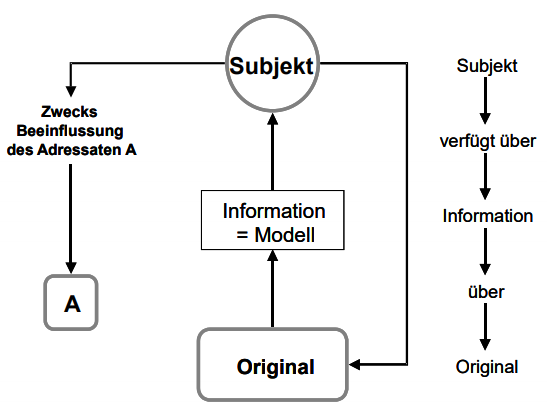 Subjekt
Zwecks
Beeinflussung
des Adressaten A
A
Information
= Modell
Original
Subjekt
verfügt über
Information
über
Original